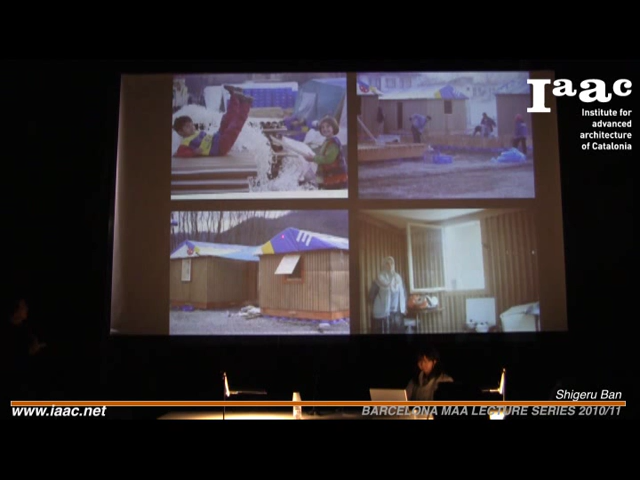 Iaac
Institute for
advanced
architecture
of Catalonia
Shigeru Ban
www.iaac.net
BARCELONA MAA LECTURE SERIES 2010/11